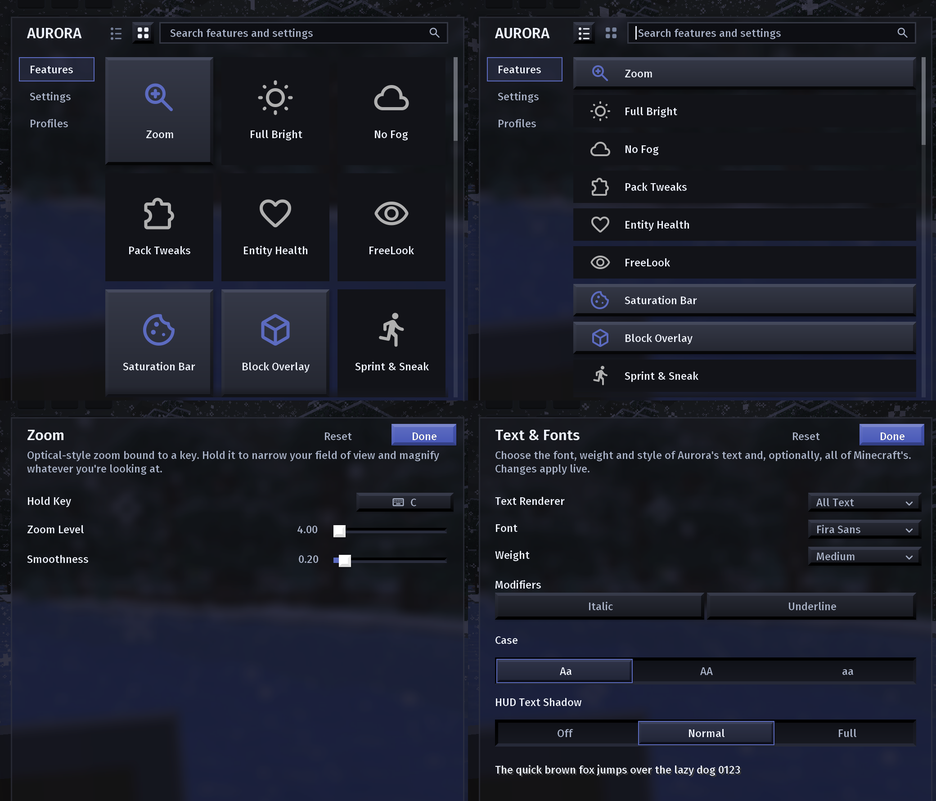 AURORA
Search features and settings
Features
Settings
Profiles
Zoom
Full Bright
No Fog
Pack Tweaks
Entity Health
FreeLook
Saturation Bar
Block Overlay
Sprint & Sneak
AURORA
Search features and settings
Features
Settings
Profiles
Zoom
Full Bright
No Fog
Pack Tweaks
Entity Health
FreeLook
Saturation Bar
Block Overlay
Sprint & Sneak
Zoom
Reset
Done
Optical-style zoom bound to a key. Hold it to narrow your field of view and magnify
whatever you're looking at.
Hold Key
C
Zoom Level
4.00
Smoothness
0.20
Text & Fonts
Reset
Done
Choose the font, weight and style of Aurora's text and, optionally, all of Minecraft's.
Changes apply live.
Text Renderer
All Text
Font
Fira Sans
Weight
Medium
Modifiers
Italic
Underline
Case
Aa
AA
aa
HUD Text Shadow
Off
Normal
Full
The quick brown fox jumps over the lazy dog 0123